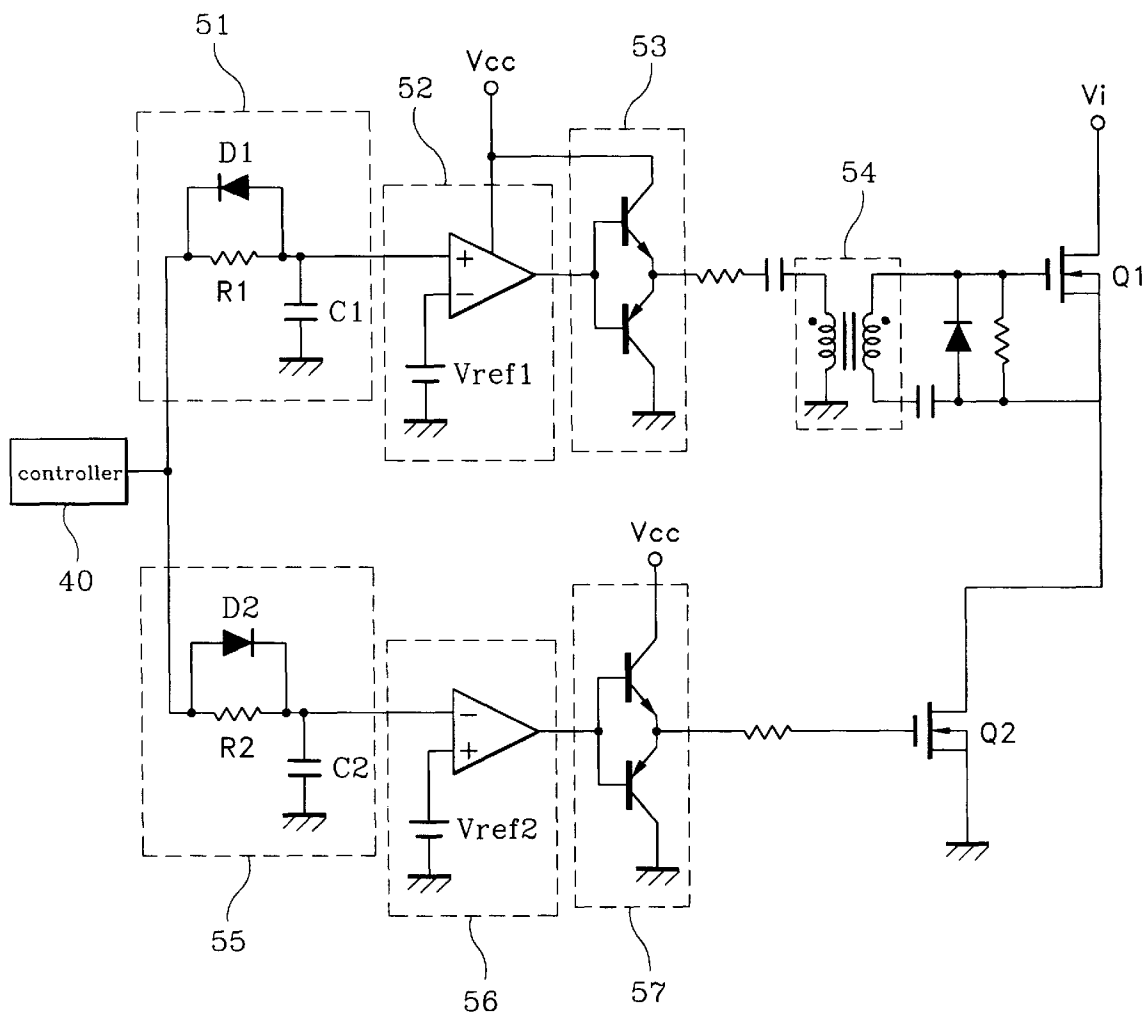 51
53
Vcc
52
Vi
D1
54
+
R1
−
Q1
C1
Vref1
controller
40
Vcc
D2
−
R2
Q2
+
C2
Vref2
55
56
57